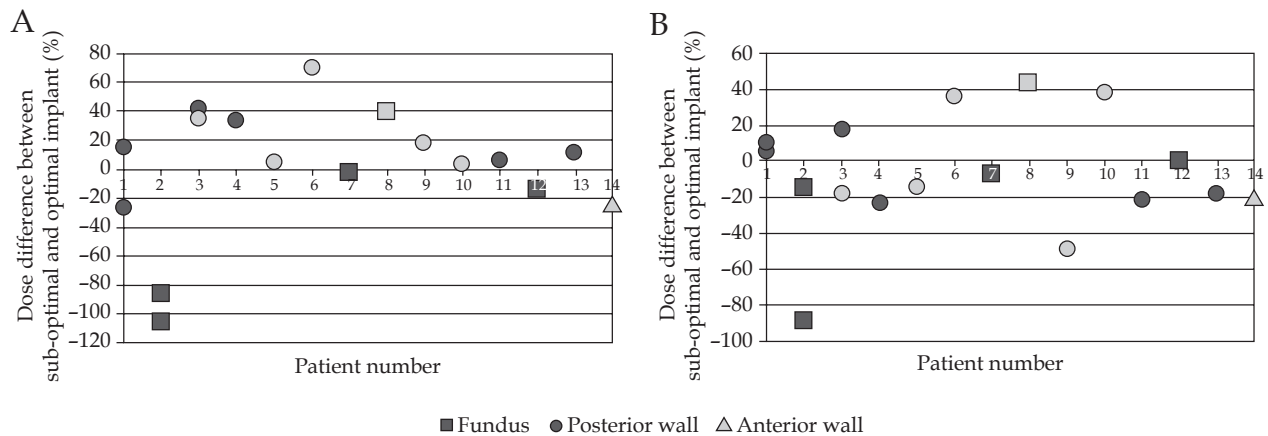 A
Dose difference between
sub-optimal and optimal implant (%)
80
60
40
20
0
–20
–40
–60
–80
–100
–120
1 2 3 4 5 6 7 8 9 10 11 12 13 14
Patient number
B
Dose difference between
sub-optimal and optimal implant (%)
60
40
20
0
–20
–40
–60
–80
–100
1 2 3 4 5 6 7 8 9 10 11 12 13 14
Patient number
Fundus Posterior wall Anterior wall